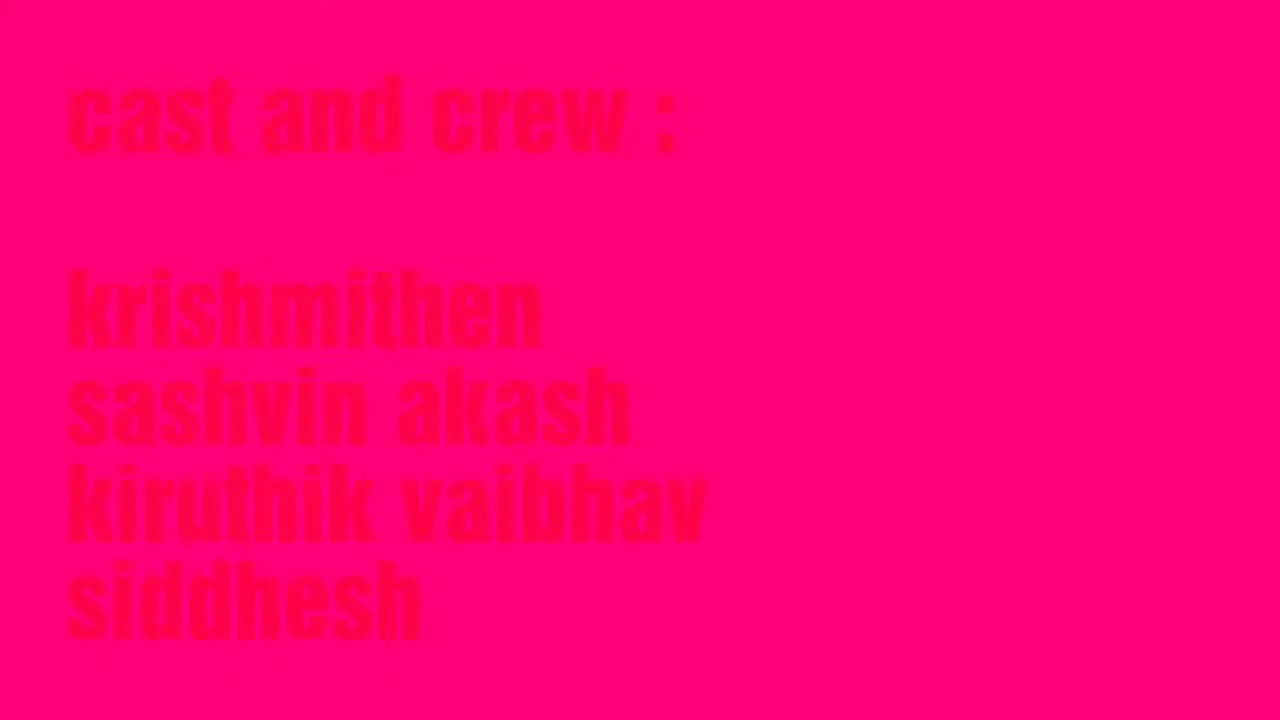 cast and crew :
krishmithen
sashvin akash
kiruthik vaibhav
siddhesh